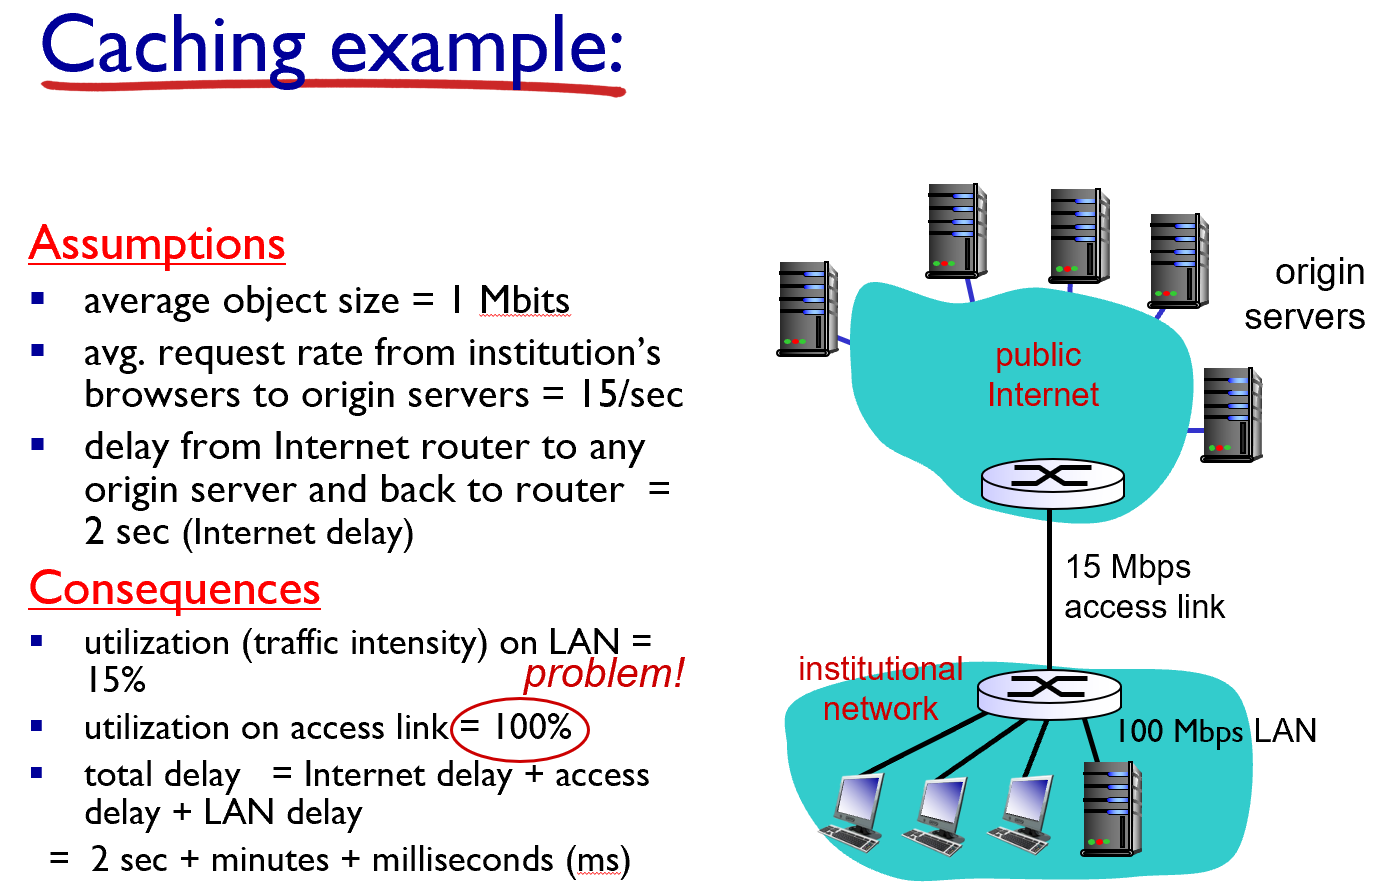 Caching example:
Assumptions
▪ average object size = 1 Mbits
▪ avg. request rate from institution’s
browsers to origin servers = 15/sec
▪ delay from Internet router to any
origin server and back to router =
2 sec (Internet delay)
Consequences
▪ utilization (traffic intensity) on LAN =
15%
problem!
▪ utilization on access link = 100%
▪ total delay = Internet delay + access
delay + LAN delay
= 2 sec + minutes + milliseconds (ms)
origin
servers
public
Internet
15 Mbps
access link
institutional
network
100 Mbps LAN